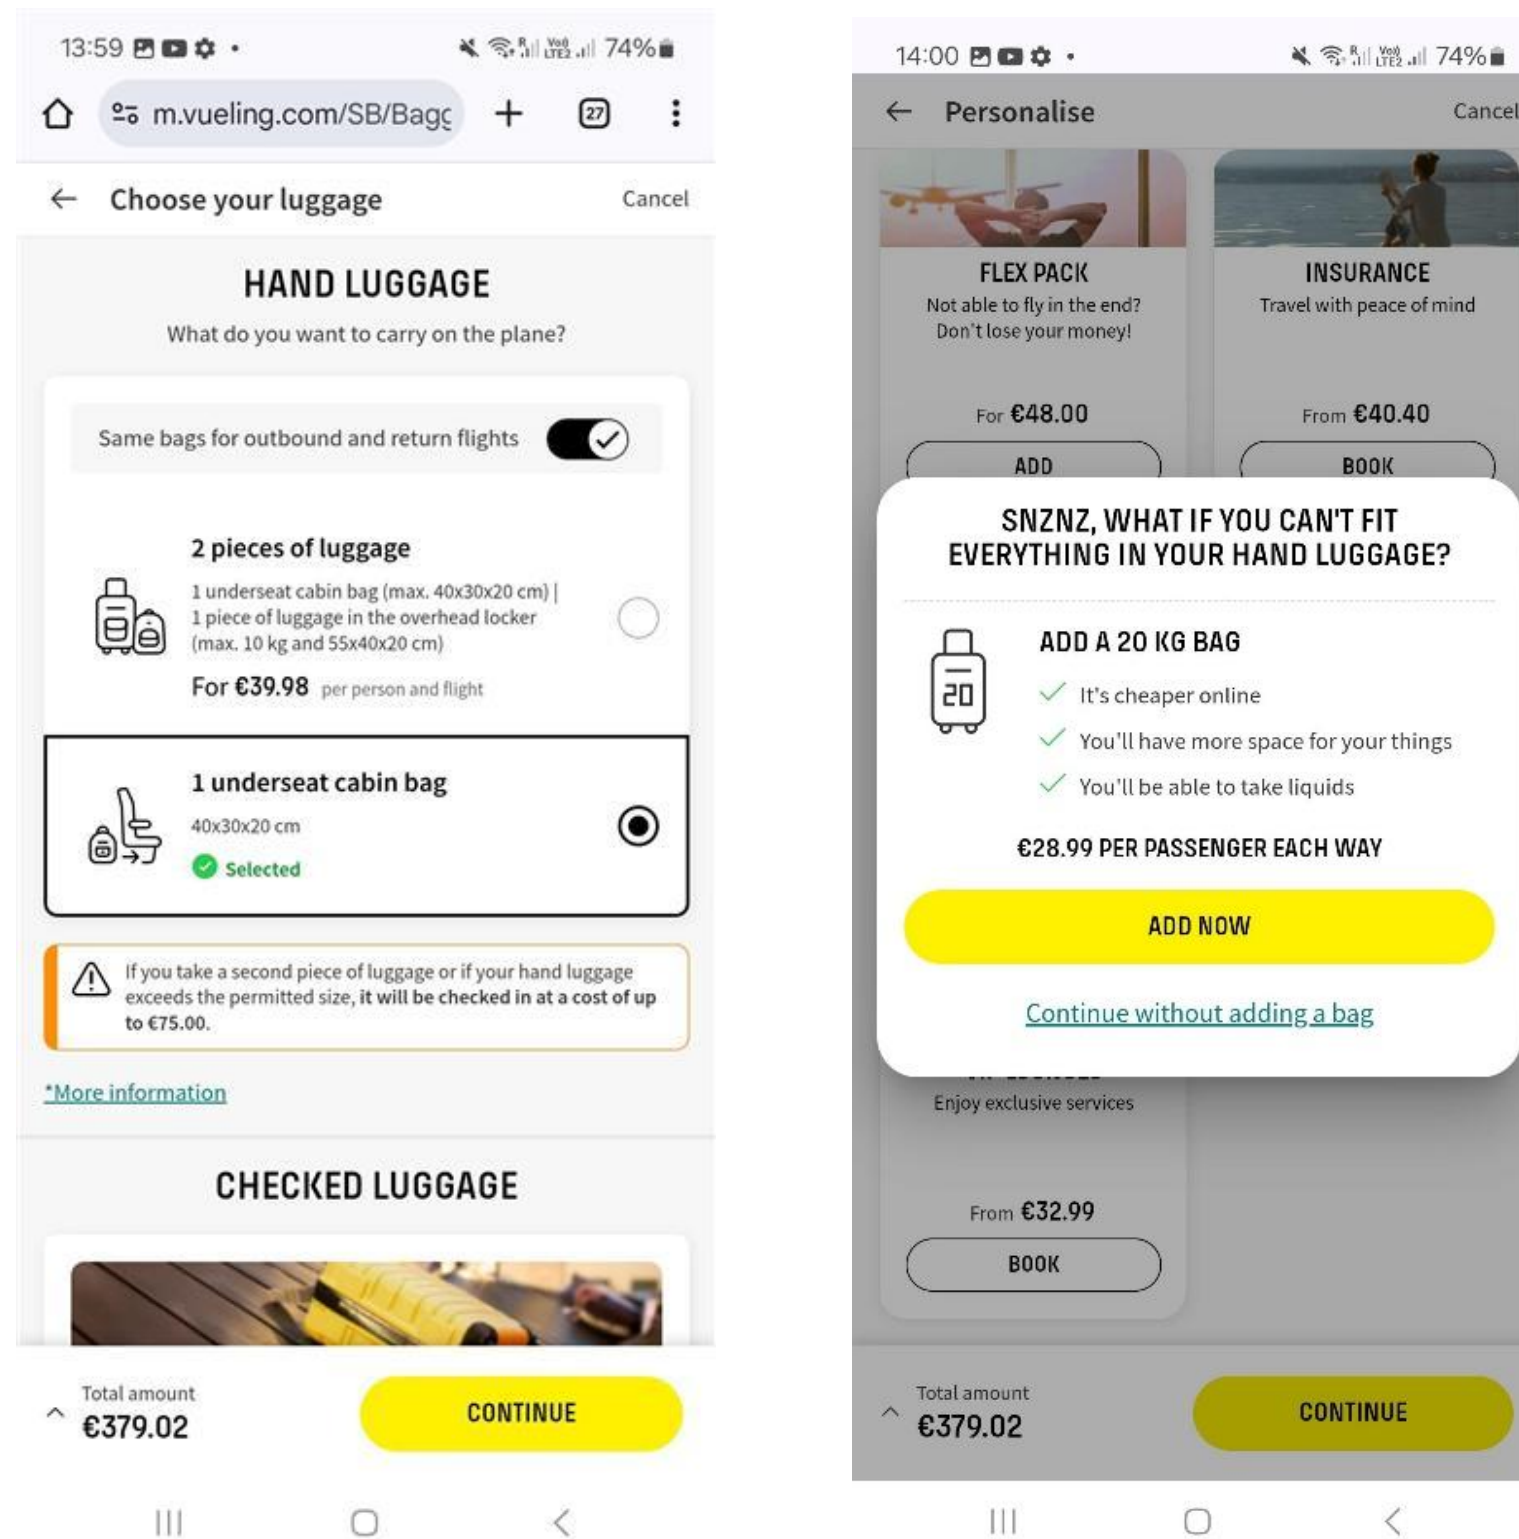 13:59
74%
m.vueling.com/SB/Bagg
27
Choose your luggage
Cancel
HAND LUGGAGE
What do you want to carry on the plane?
Same bags for outbound and return flights
2 pieces of luggage
1 underseat cabin bag (max. 40x30x20 cm) |
1 piece of luggage in the overhead locker
(max. 10 kg and 55x40x20 cm)
For €39.98 per person and flight
1 underseat cabin bag
40x30x20 cm
Selected
If you take a second piece of luggage or if your hand luggage
exceeds the permitted size, it will be checked in at a cost of up
to €75.00.
*More information
CHECKED LUGGAGE
Total amount
€379.02
CONTINUE
14:00
74%
Personalise
Cancel
FLEX PACK
Not able to fly in the end?
Don't lose your money!
For €48.00
ADD
INSURANCE
Travel with peace of mind
From €40.40
BOOK
SNZNZ, WHAT IF YOU CAN'T FIT
EVERYTHING IN YOUR HAND LUGGAGE?
20
ADD A 20 KG BAG
It's cheaper online
You'll have more space for your things
You'll be able to take liquids
€28.99 PER PASSENGER EACH WAY
ADD NOW
Continue without adding a bag
Enjoy exclusive services
From €32.99
BOOK
Total amount
€379.02
CONTINUE